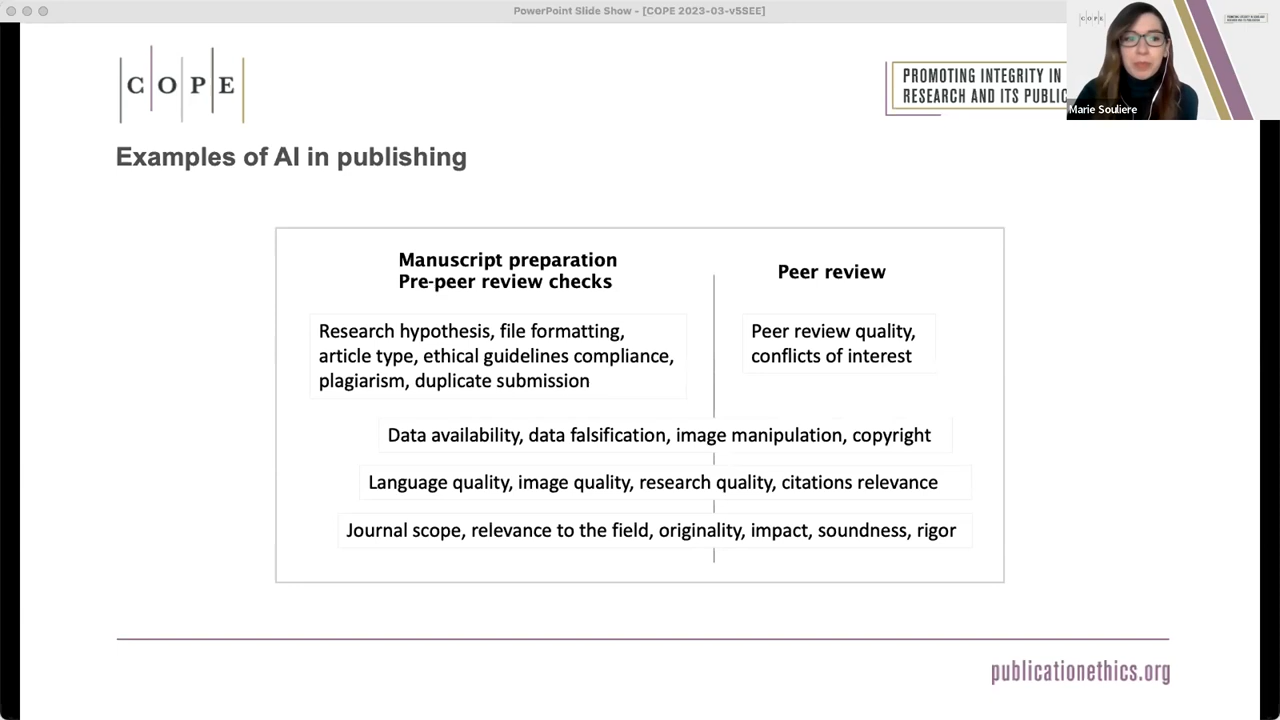 PowerPoint Slide Show - [COPE 2023-03-v5SEE]
COPE
PROMOTING INTEGRITY IN
RESEARCH AND ITS
COPE
Marie Souliere
Examples of AI in publishing
Manuscript preparation
Pre-peer review checks
Peer review
Research hypothesis, file formatting,
article type, ethical guidelines compliance,
plagiarism, duplicate submission
Peer review quality,
conflicts of interest
Data availability, data falsification, image manipulation, copyright
Language quality, image quality, research quality, citations relevance
Journal scope, relevance to the field, originality, impact, soundness, rigor
publicationethics.org